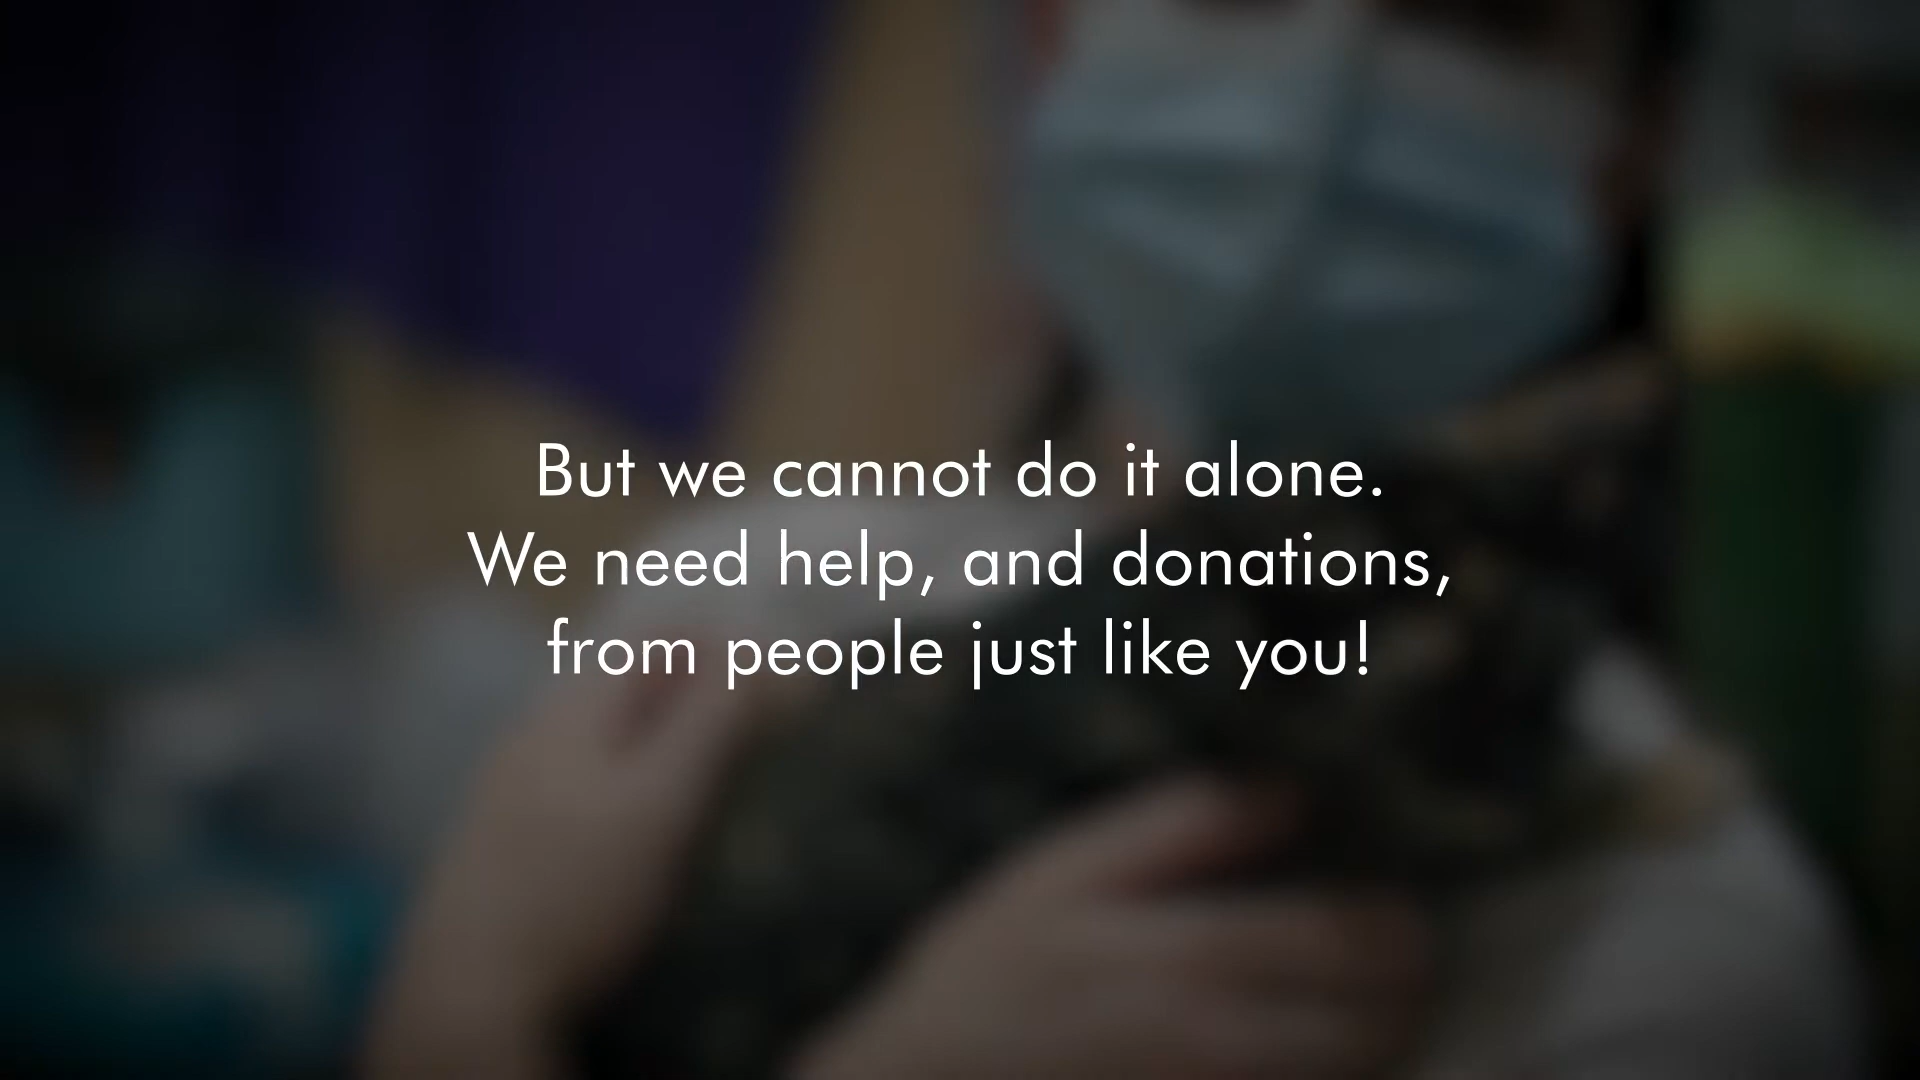 But we cannot do it alone.
We need help, and donations,
from people just like you!